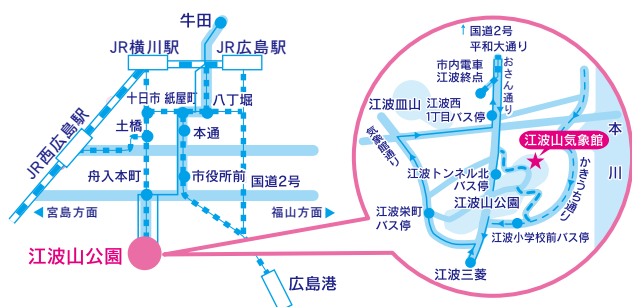 牛田
JR横川駅
JR広島駅
十日市
紙屋町
八丁堀
JR西広島駅
土橋
本通
舟入本町
市役所前
国道2号
◀宮島方面
福山方面▶
江波山公園
広島港
↑国道2号
平和大通り
市内電車
江波終点
おさん通り
江波皿山
江波西
1丁目バス停
気象館通り
本川
江波山気象館
かきうち通り
江波トンネル北
バス停
江波山公園
江波栄町
バス停
江波小学校前バス停
江波三菱